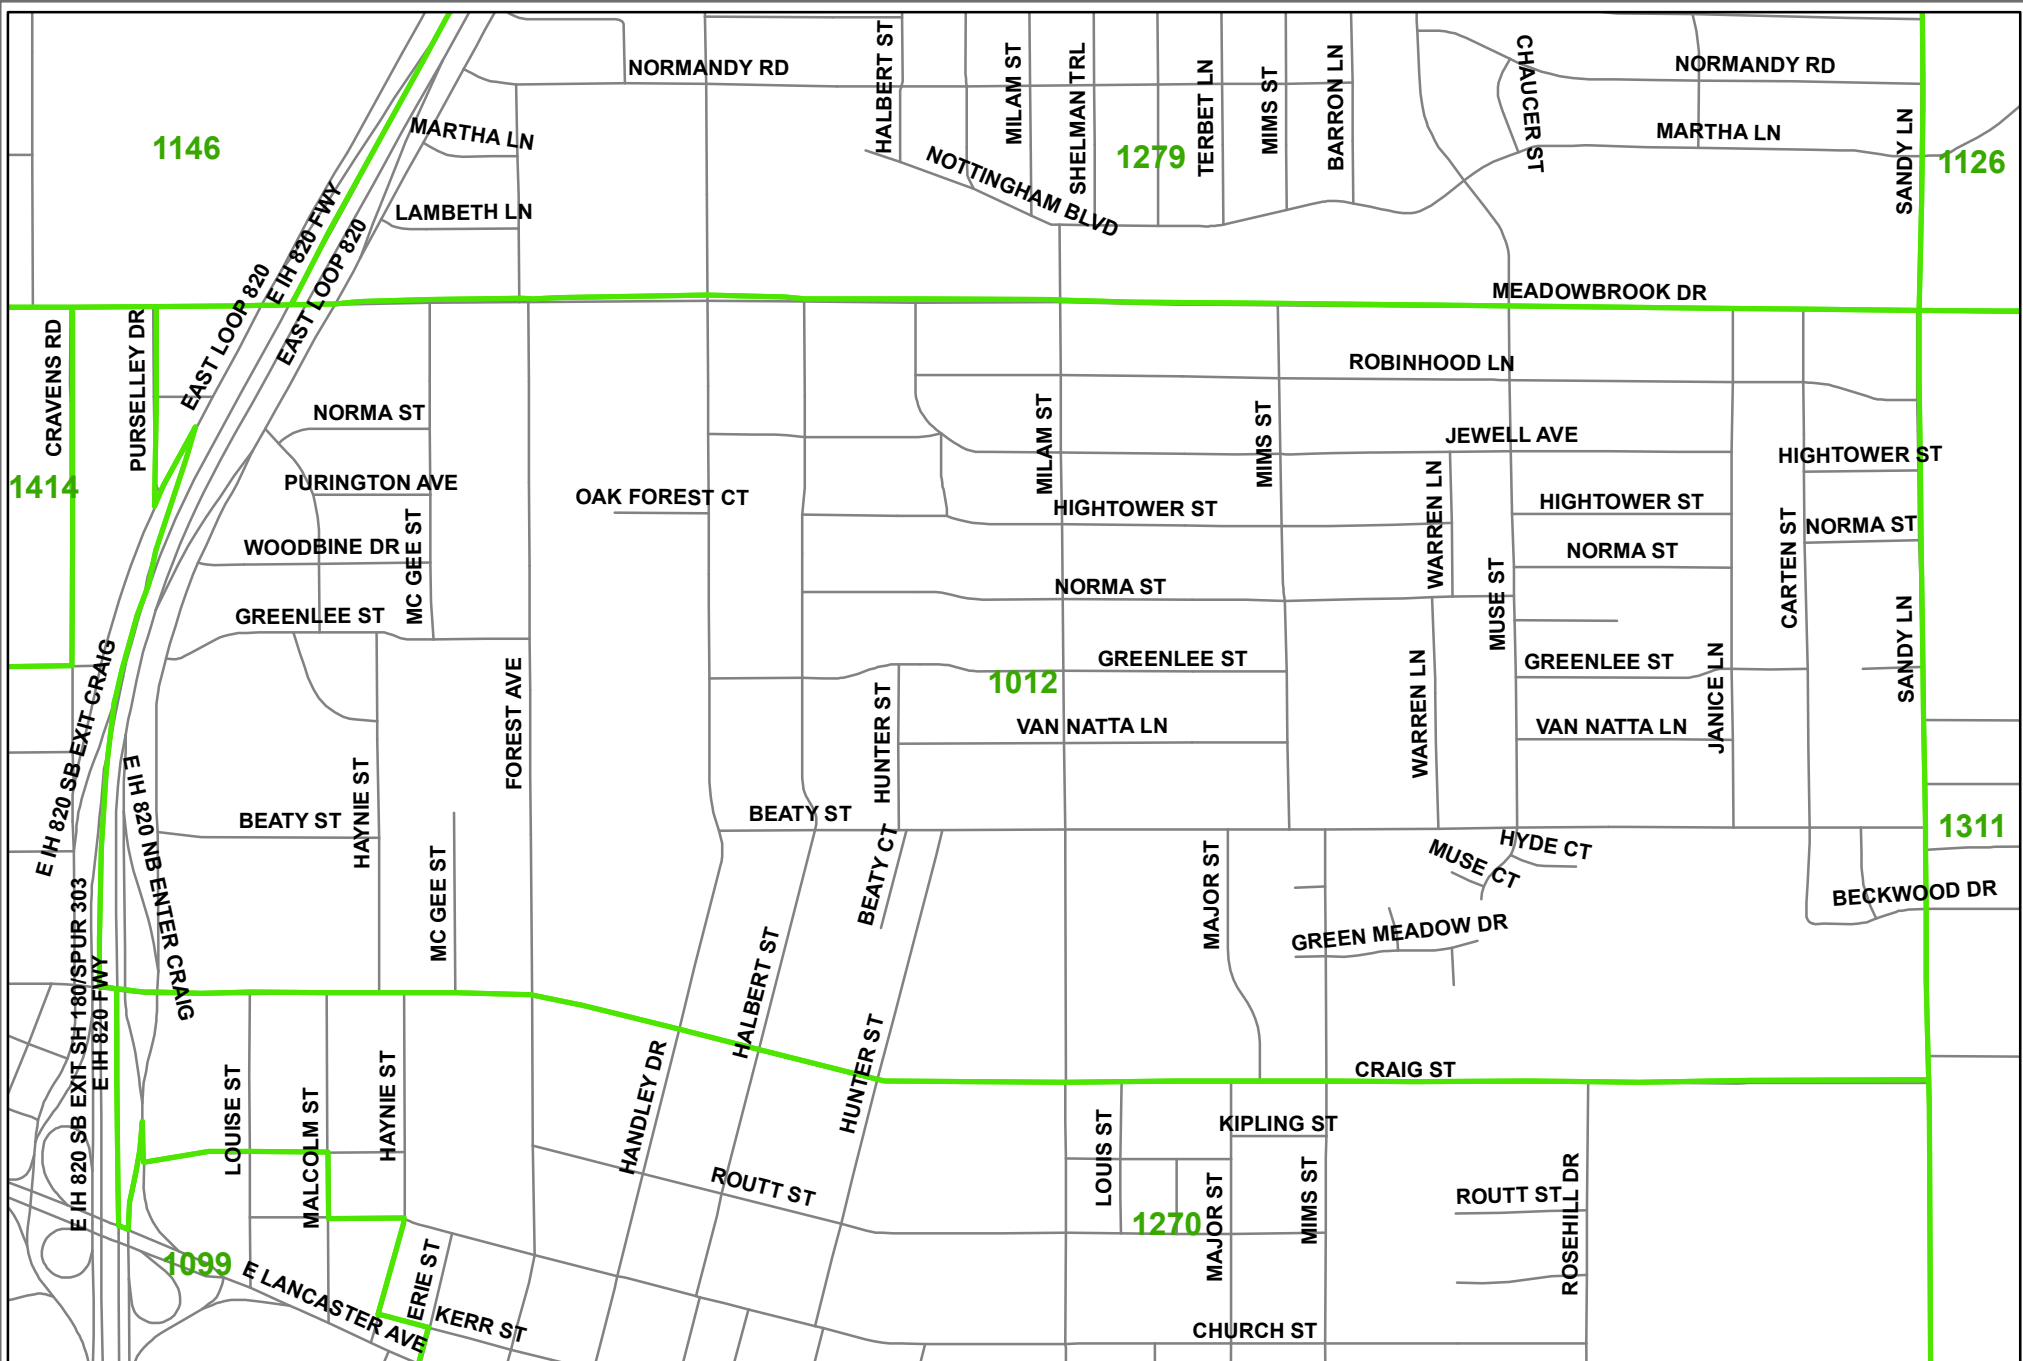 NORMANDY RD
HALBERT ST
MILAM ST
SHELMAN TRL
TERBET LN
MIMS ST
BARRON LN
CHAUCER ST
NORMANDY RD
1146
MARTHA LN
NOTTINGHAM BLVD
1279
MARTHA LN
SANDY LN
1126
LAMBETH LN
E IH 820 FWY
EAST LOOP 820
EAST LOOP 820
MEADOWBROOK DR
CRAVENS RD
PURSELLEY DR
ROBINHOOD LN
NORMA ST
MILAM ST
MIMS ST
JEWELL AVE
HIGHTOWER ST
1414
PURINGTON AVE
OAK FOREST CT
HIGHTOWER ST
WARREN LN
HIGHTOWER ST
CARTEN ST
NORMA ST
WOODBINE DR
MC GEE ST
NORMA ST
NORMA ST
MUSE ST
GREENLEE ST
SANDY LN
E IH 820 SB EXIT CRAIG
FOREST AVE
HUNTER ST
GREENLEE ST
1012
WARREN LN
GREENLEE ST
JANICE LN
VAN NATTA LN
VAN NATTA LN
E IH 820 NB ENTER CRAIG
HAYNIE ST
BEATY ST
BEATY ST
1311
MC GEE ST
BEATY CT
MAJOR ST
MUSE CT
HYDE CT
BECKWOOD DR
GREEN MEADOW DR
E IH 820 SB EXIT SH 180/SPUR 303
E IH 820 FWY
HALBERT ST
HANDLEY DR
HUNTER ST
CRAIG ST
LOUISE ST
MALCOLM ST
HAYNIE ST
LOUIS ST
KIPLING ST
ROUTT ST
MAJOR ST
MIMS ST
ROUTT ST
ROSEHILL DR
1270
1099
E LANCASTER AVE
ERIE ST
KERR ST
CHURCH ST